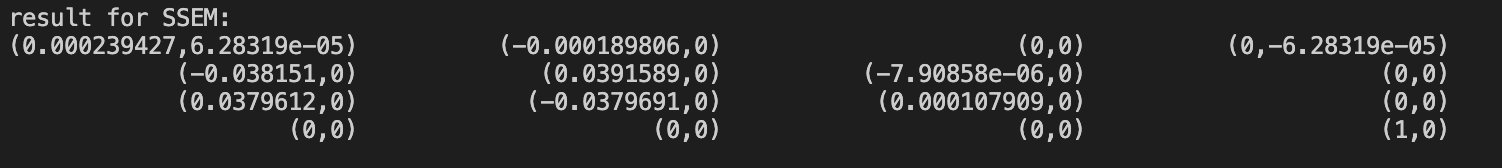 result for SSEM:
(0.000239427,6.28319e-05) (-0.000189806,0) (0,0) (0,-6.28319e-05)
(-0.038151,0) (0.0391589,0) (-7.90858e-06,0) (0,0)
(0.0379612,0) (-0.0379691,0) (0.000107909,0) (0,0)
(0,0) (0,0) (0,0) (1,0)